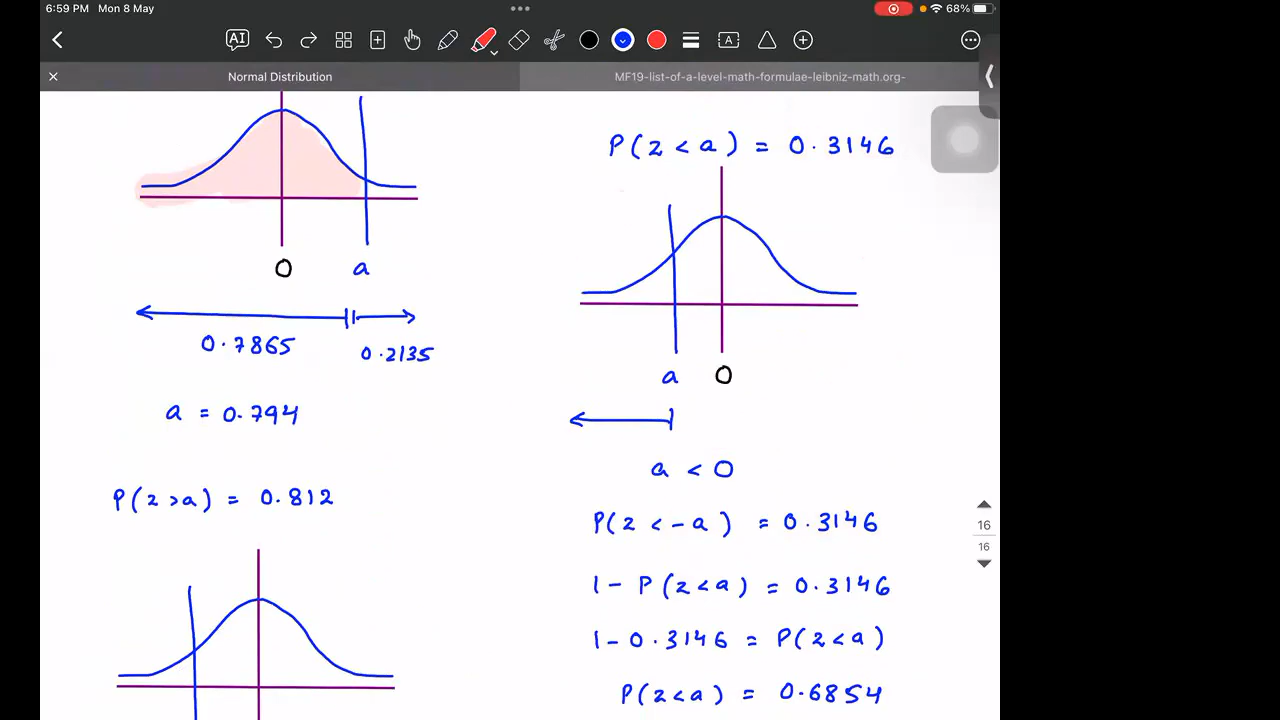 6:59 PM Mon 8 May
68%
AI
A
Normal Distribution
MF19-list-of-a-level-math-formulae-leibniz-math.org-
0 a
0.7865 0.2135
a = 0.794
P(z > a) = 0.812
P(z < a) = 0.3146
a 0
a < 0
P(z < - a) = 0.3146
1 - P(z < a) = 0.3146
1 - 0.3146 = P(z < a)
P(z < a) = 0.6854
16
16